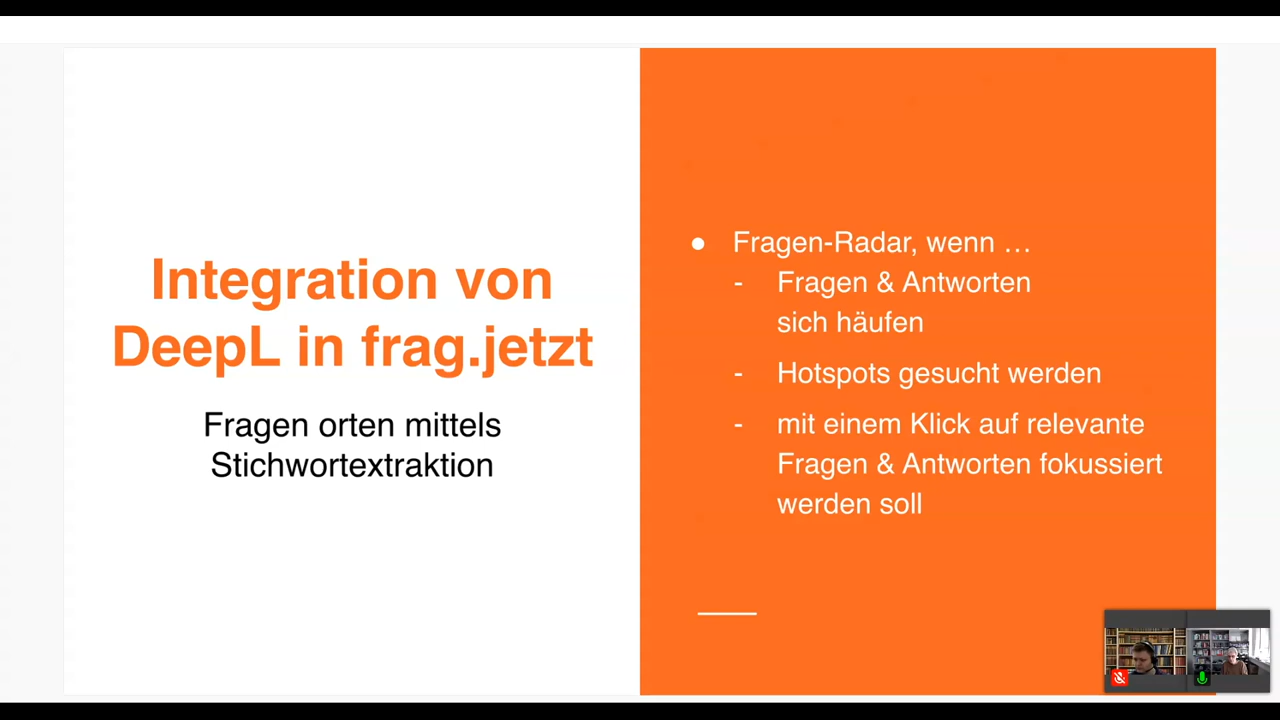 Integration von
DeepL in frag.jetzt
Fragen orten mittels
Stichwortextraktion
● Fragen-Radar, wenn …
- Fragen & Antworten
sich häufen
- Hotspots gesucht werden
- mit einem Klick auf relevante
Fragen & Antworten fokussiert
werden soll